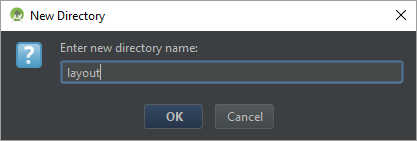 New Directory
Enter new directory name:
layout
OK
Cancel